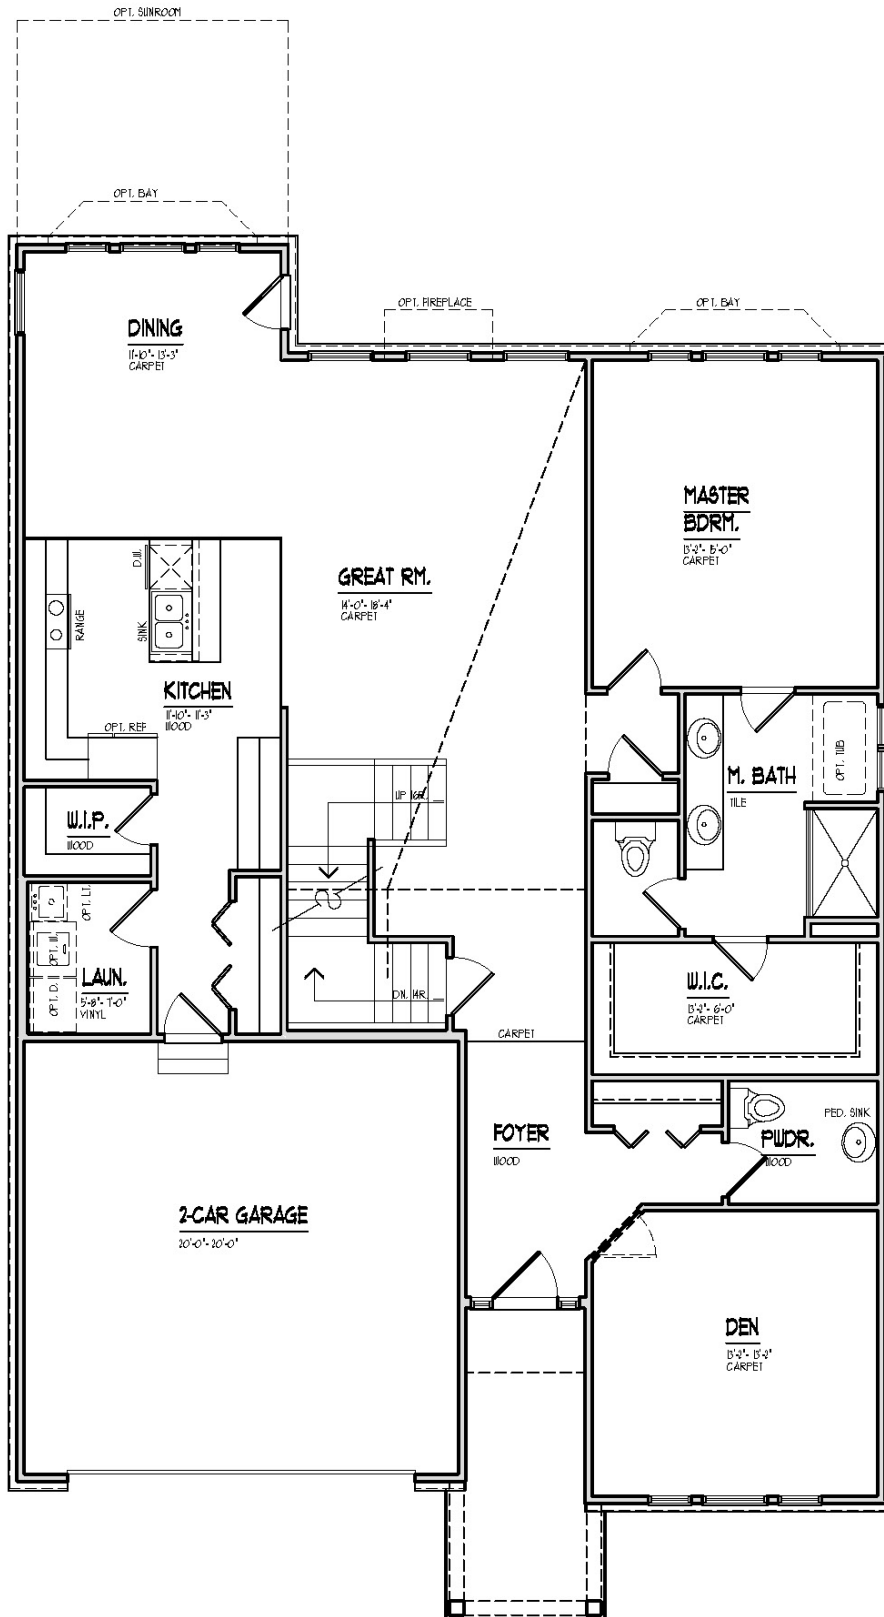 OPT. SUNROOM
OPT. BAY
OPT. FIREPLACE
OPT. BAY
DINING
11'-10"- 13'-3"
CARPET
MASTER
BDRM.
13'-2"- 15'-0"
CARPET
GREAT RM.
14'-0"- 18'-4"
CARPET
D.W.
SINK
RANGE
KITCHEN
11'-10"- 11'-3"
WOOD
OPT. REF
M. BATH
TILE
OPT. TUB
UP 16R.
W.I.P.
WOOD
OPT. LT.
OPT. W.
OPT. D.
LAUN.
5'-8"- 7'-0"
VINYL
DN. 14R.
W.I.C.
13'-2"- 6'-0"
CARPET
CARPET
FOYER
WOOD
PED. SINK
PWDR.
WOOD
2-CAR GARAGE
20'-0"- 20'-0"
DEN
13'-2"- 13'-2"
CARPET